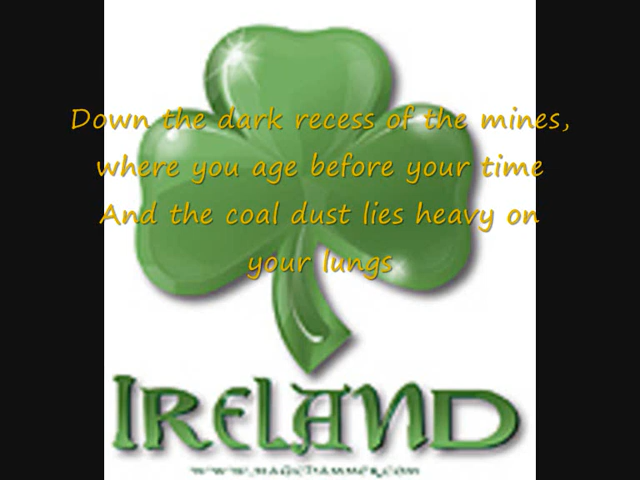 Down the dark recess of the mines,
where you age before your time
And the coal dust lies heavy on
your lungs
IRELAND